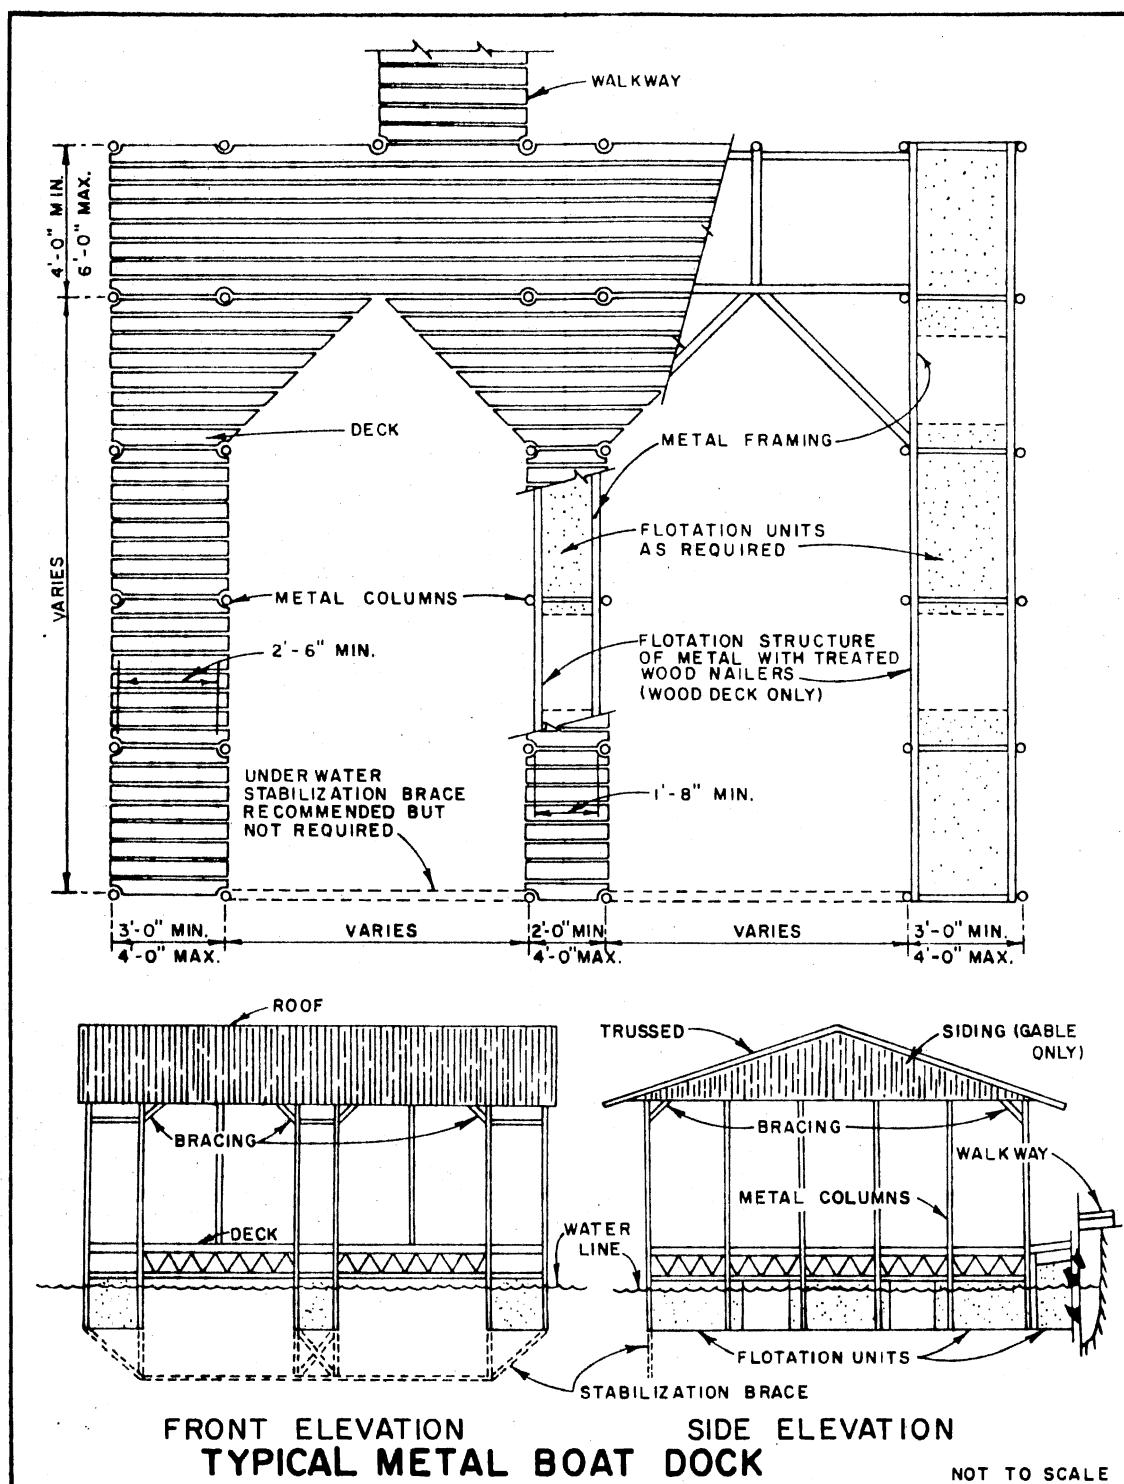 WALKWAY
4'-0" MIN.
6'-0" MAX.
DECK
METAL FRAMING
FLOTATION UNITS
AS REQUIRED
VARIES
METAL COLUMNS
2'-6" MIN.
FLOTATION STRUCTURE
OF METAL WITH TREATED
WOOD NAILERS
(WOOD DECK ONLY)
UNDER WATER
STABILIZATION BRACE
RECOMMENDED BUT
NOT REQUIRED
1'-8" MIN.
3'-0" MIN.
4'-0" MAX.
VARIES
2'-0" MIN
4'-0" MAX.
VARIES
3'-0" MIN.
4'-0" MAX.
ROOF
BRACING
DECK
WATER
LINE
TRUSSED
SIDING (GABLE
ONLY)
BRACING
WALKWAY
METAL COLUMNS
FLOTATION UNITS
STABILIZATION BRACE
FRONT ELEVATION
SIDE ELEVATION
TYPICAL METAL BOAT DOCK
NOT TO SCALE